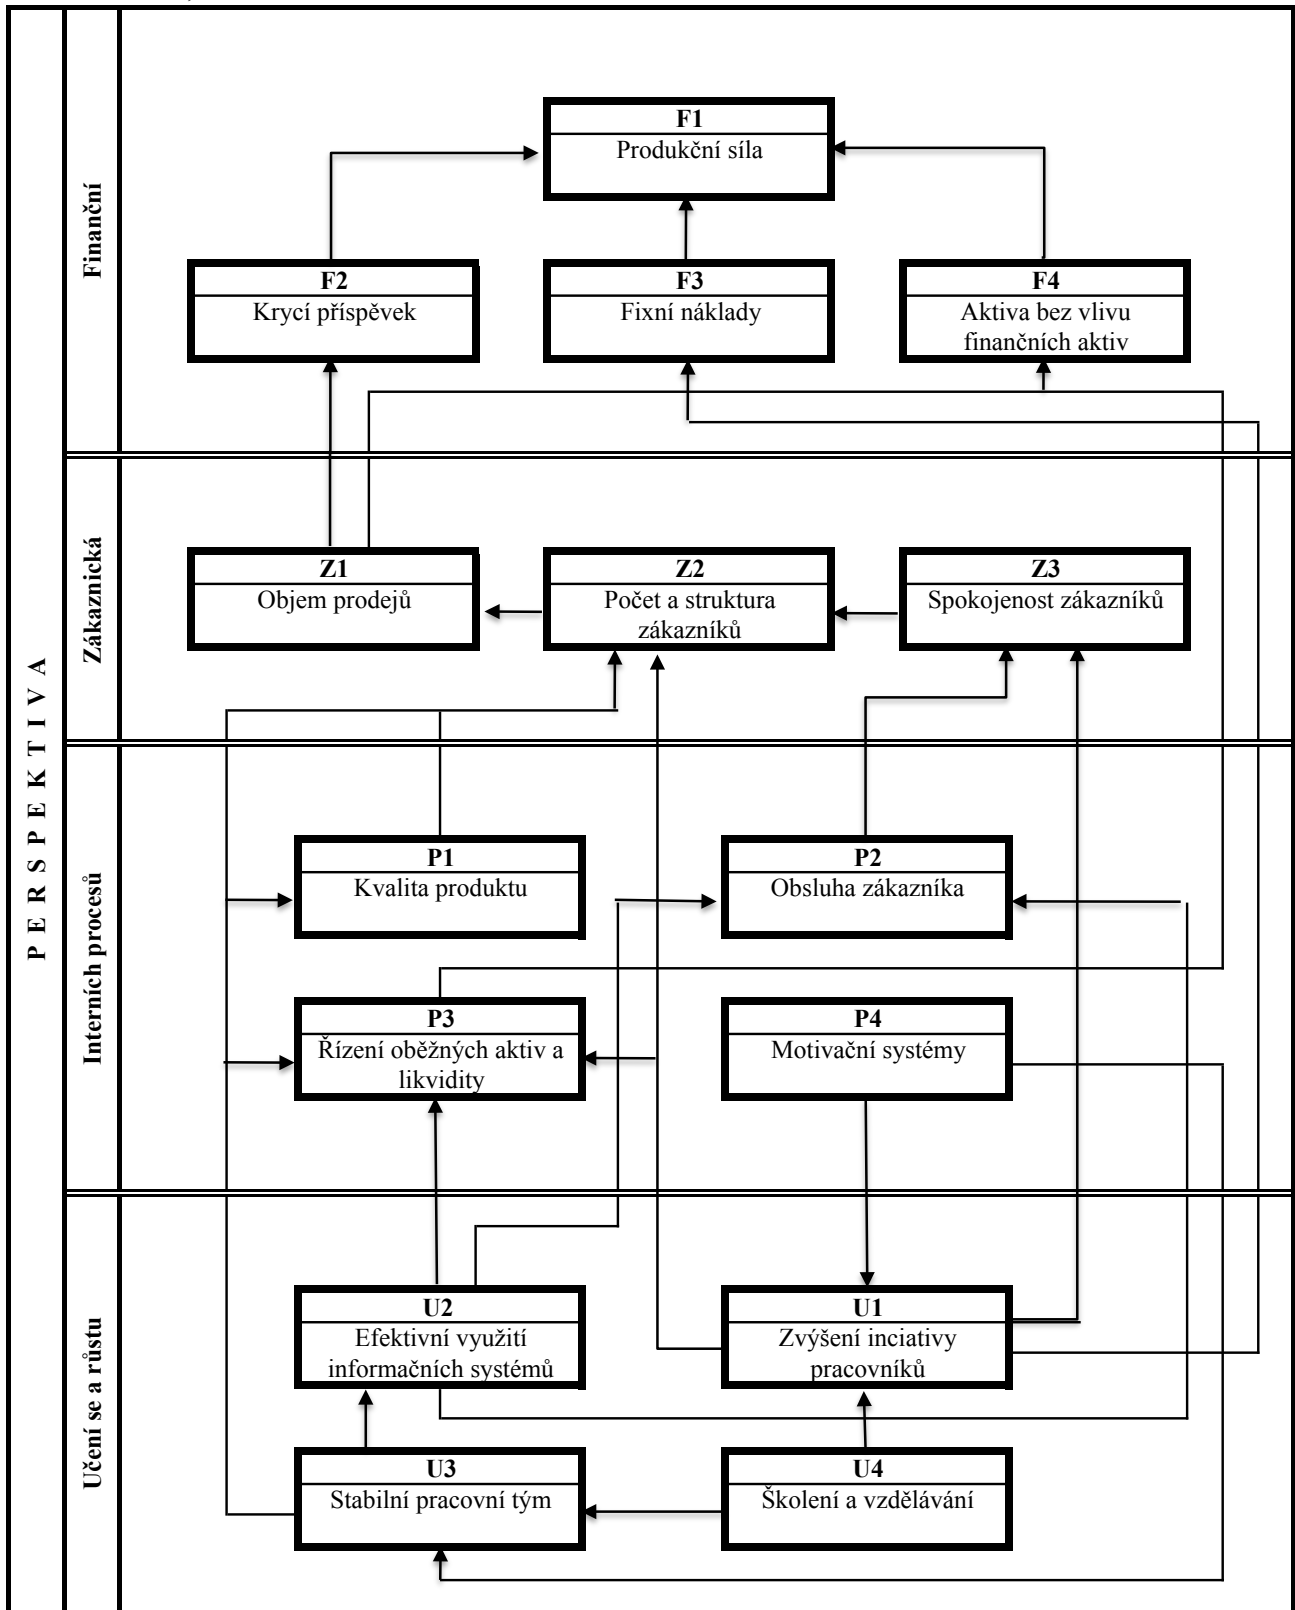 PERSPEKTIVA
Finanční
F1
Produkční síla
F2
Krycí příspěvek
F3
Fixní náklady
F4
Aktiva bez vlivu
finančních aktiv
Zákaznická
Z1
Objem prodejů
Z2
Počet a struktura
zákazníků
Z3
Spokojenost zákazníků
Interních procesů
P1
Kvalita produktu
P2
Obsluha zákazníka
P3
Řízení oběžných aktiv a
likvidity
P4
Motivační systémy
Učení se a růstu
U2
Efektivní využití
informačních systémů
U1
Zvýšení inciativy
pracovníků
U3
Stabilní pracovní tým
U4
Školení a vzdělávání